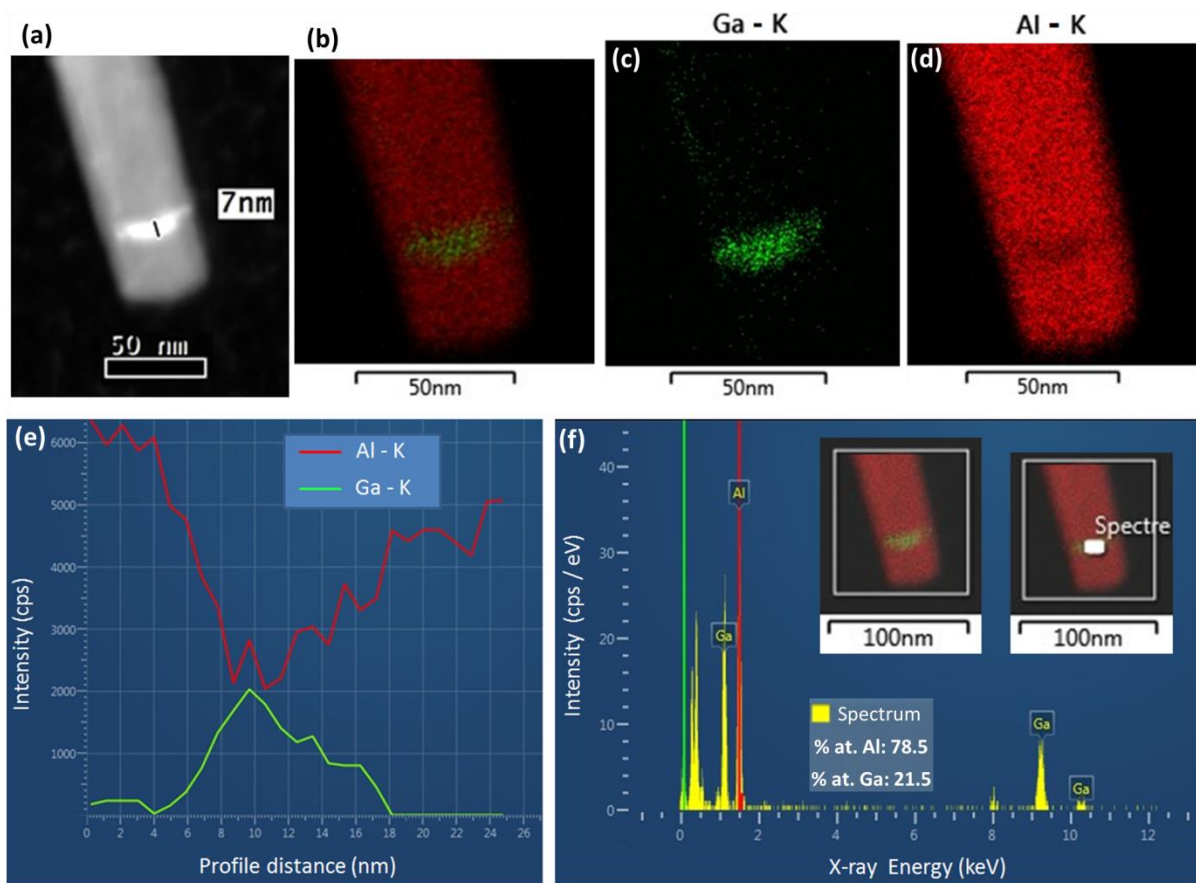 Ga - K
Al - K
(a)
(b)
(c)
(d)
7nm
50 nm
50nm
50nm
50nm
(e)
Al - K
Ga - K
Intensity (cps)
6000
5000
4000
3000
2000
1000
0 2 4 6 8 10 12 14 16 18 20 22 24 26
Profile distance (nm)
(f)
Intensity (cps / eV)
40
30
20
10
0
Al
Ga
Ga
Ga
Spectre
100nm
100nm
Spectrum
% at. Al: 78.5
% at. Ga: 21.5
0 2 4 6 8 10 12
X-ray Energy (keV)